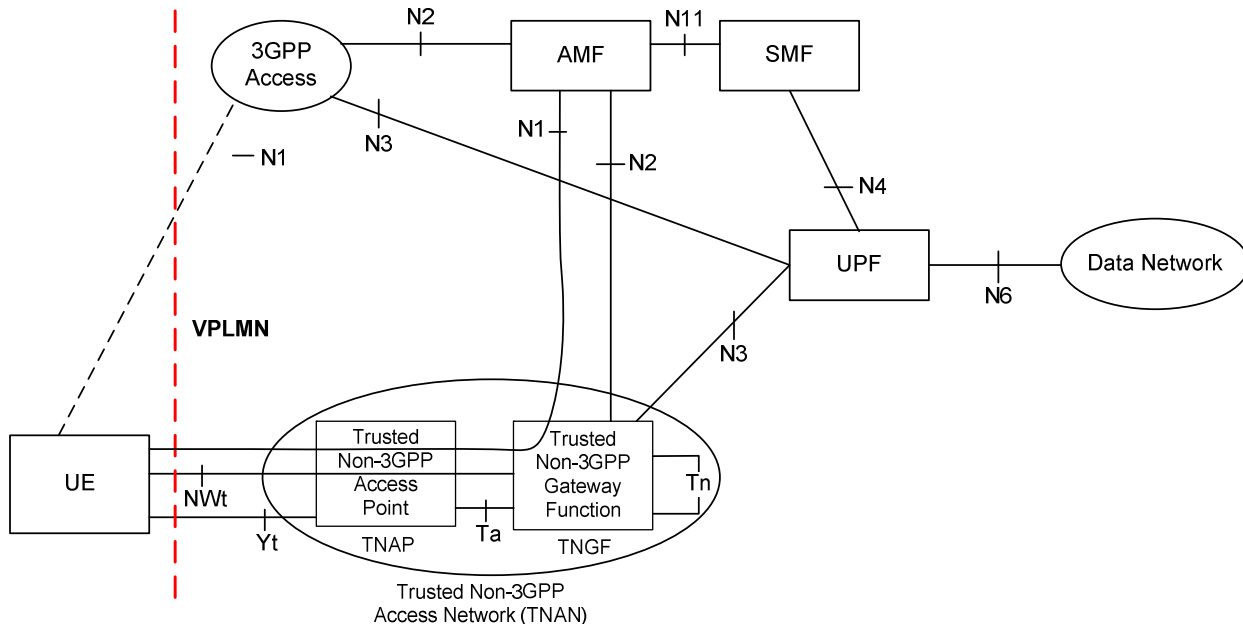 N2
N11
3GPP
Access
AMF
SMF
N1
N3
N1
N2
N4
UPF
Data Network
N6
N3
VPLMN
UE
NWt
Yt
Trusted
Non-3GPP
Access
Point
TNAP
Ta
Trusted
Non-3GPP
Gateway
Function
TNGF
Tn
Trusted Non-3GPP
Access Network (TNAN)